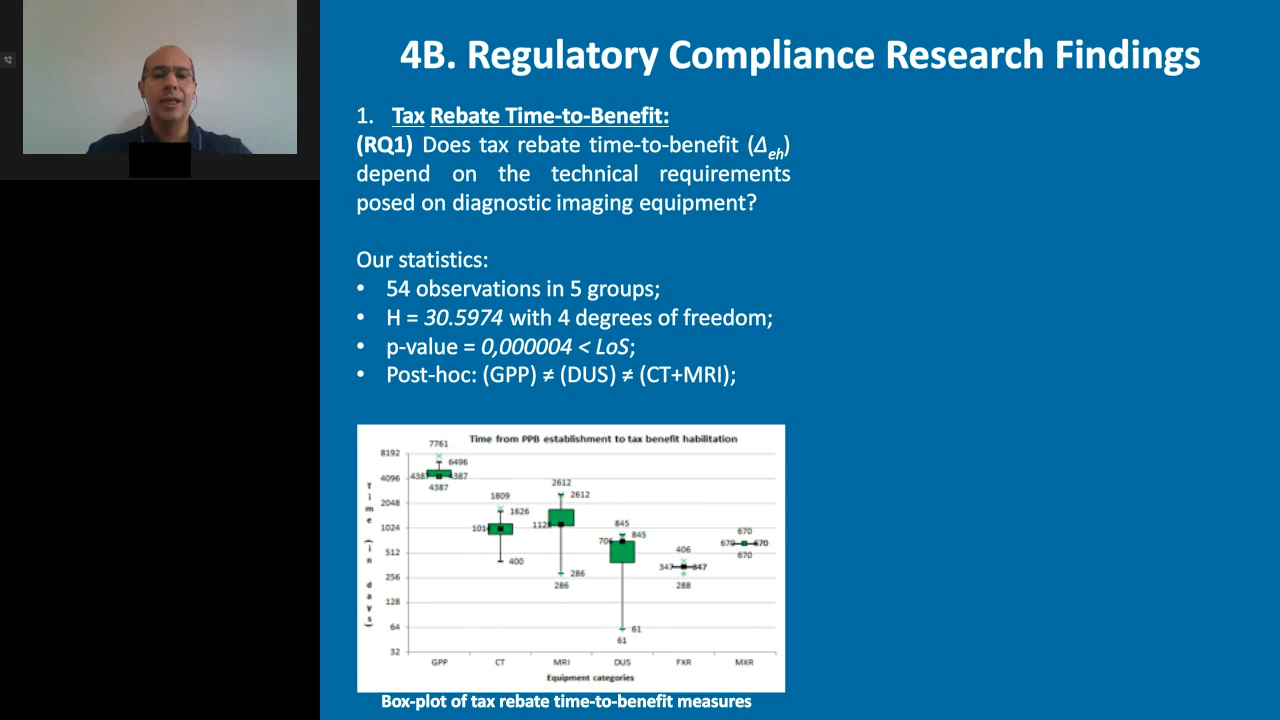 4B. Regulatory Compliance Research Findings
1. Tax Rebate Time-to-Benefit:
(RQ1) Does tax rebate time-to-benefit (Δeh)
depend on the technical requirements
posed on diagnostic imaging equipment?
Our statistics:
• 54 observations in 5 groups;
• H = 30.5974 with 4 degrees of freedom;
• p-value = 0,000004 < LoS;
• Post-hoc: (GPP) ≠ (DUS) ≠ (CT+MRI);
Time from PPB establishment to tax benefit habilitation
Time (in days)
8192
4096
2048
1024
512
256
128
64
32
7761
6496
4387
4387
1809
1626
400
2612
2612
286
286
845
845
61
61
406
347
288
670
670
670
GPP CT MRI DUS FXR MXR
Equipment categories
Box-plot of tax rebate time-to-benefit measures